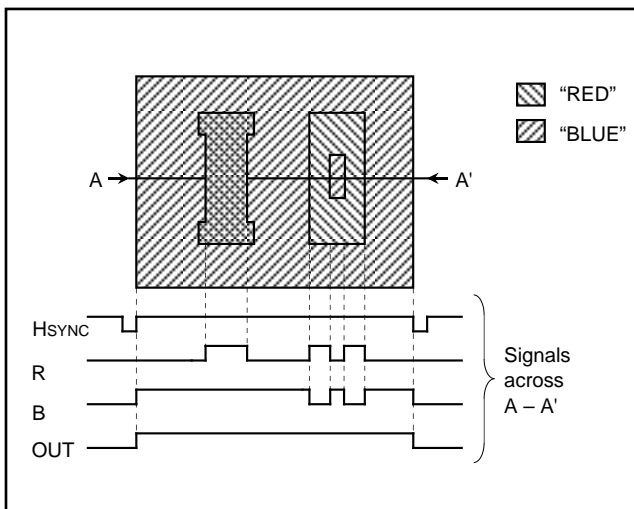 “RED”
“BLUE”
A
A'
HSYNC
R
B
OUT
Signals
across
A – A'